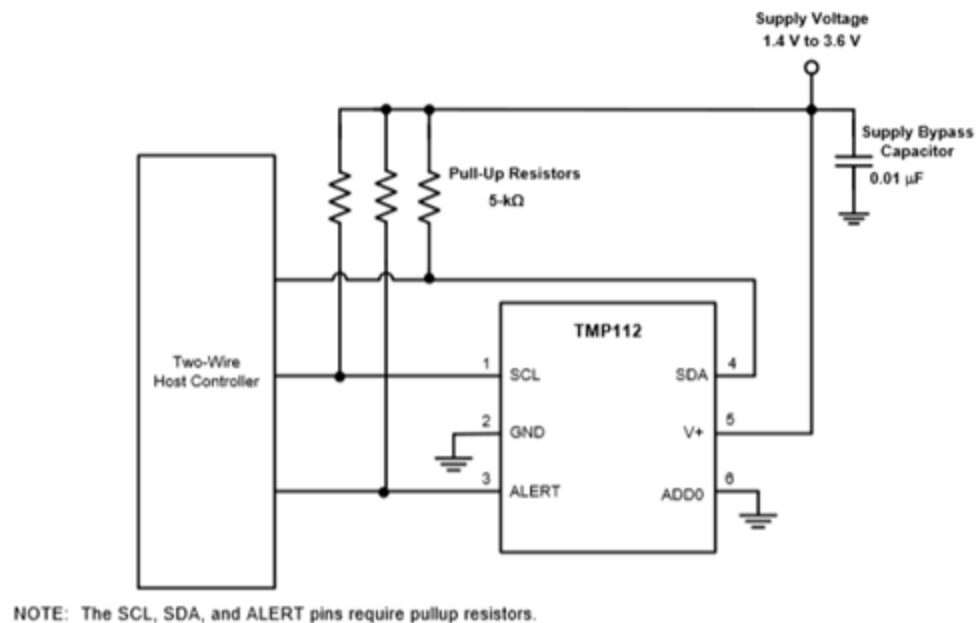 Supply Voltage
1.4 V to 3.6 V
Supply Bypass
Capacitor
0.01 µF
Pull-Up Resistors
5-kΩ
Two-Wire
Host Controller
TMP112
1
SCL
SDA
4
2
GND
V+
5
3
ALERT
ADD0
6
NOTE: The SCL, SDA, and ALERT pins require pullup resistors.